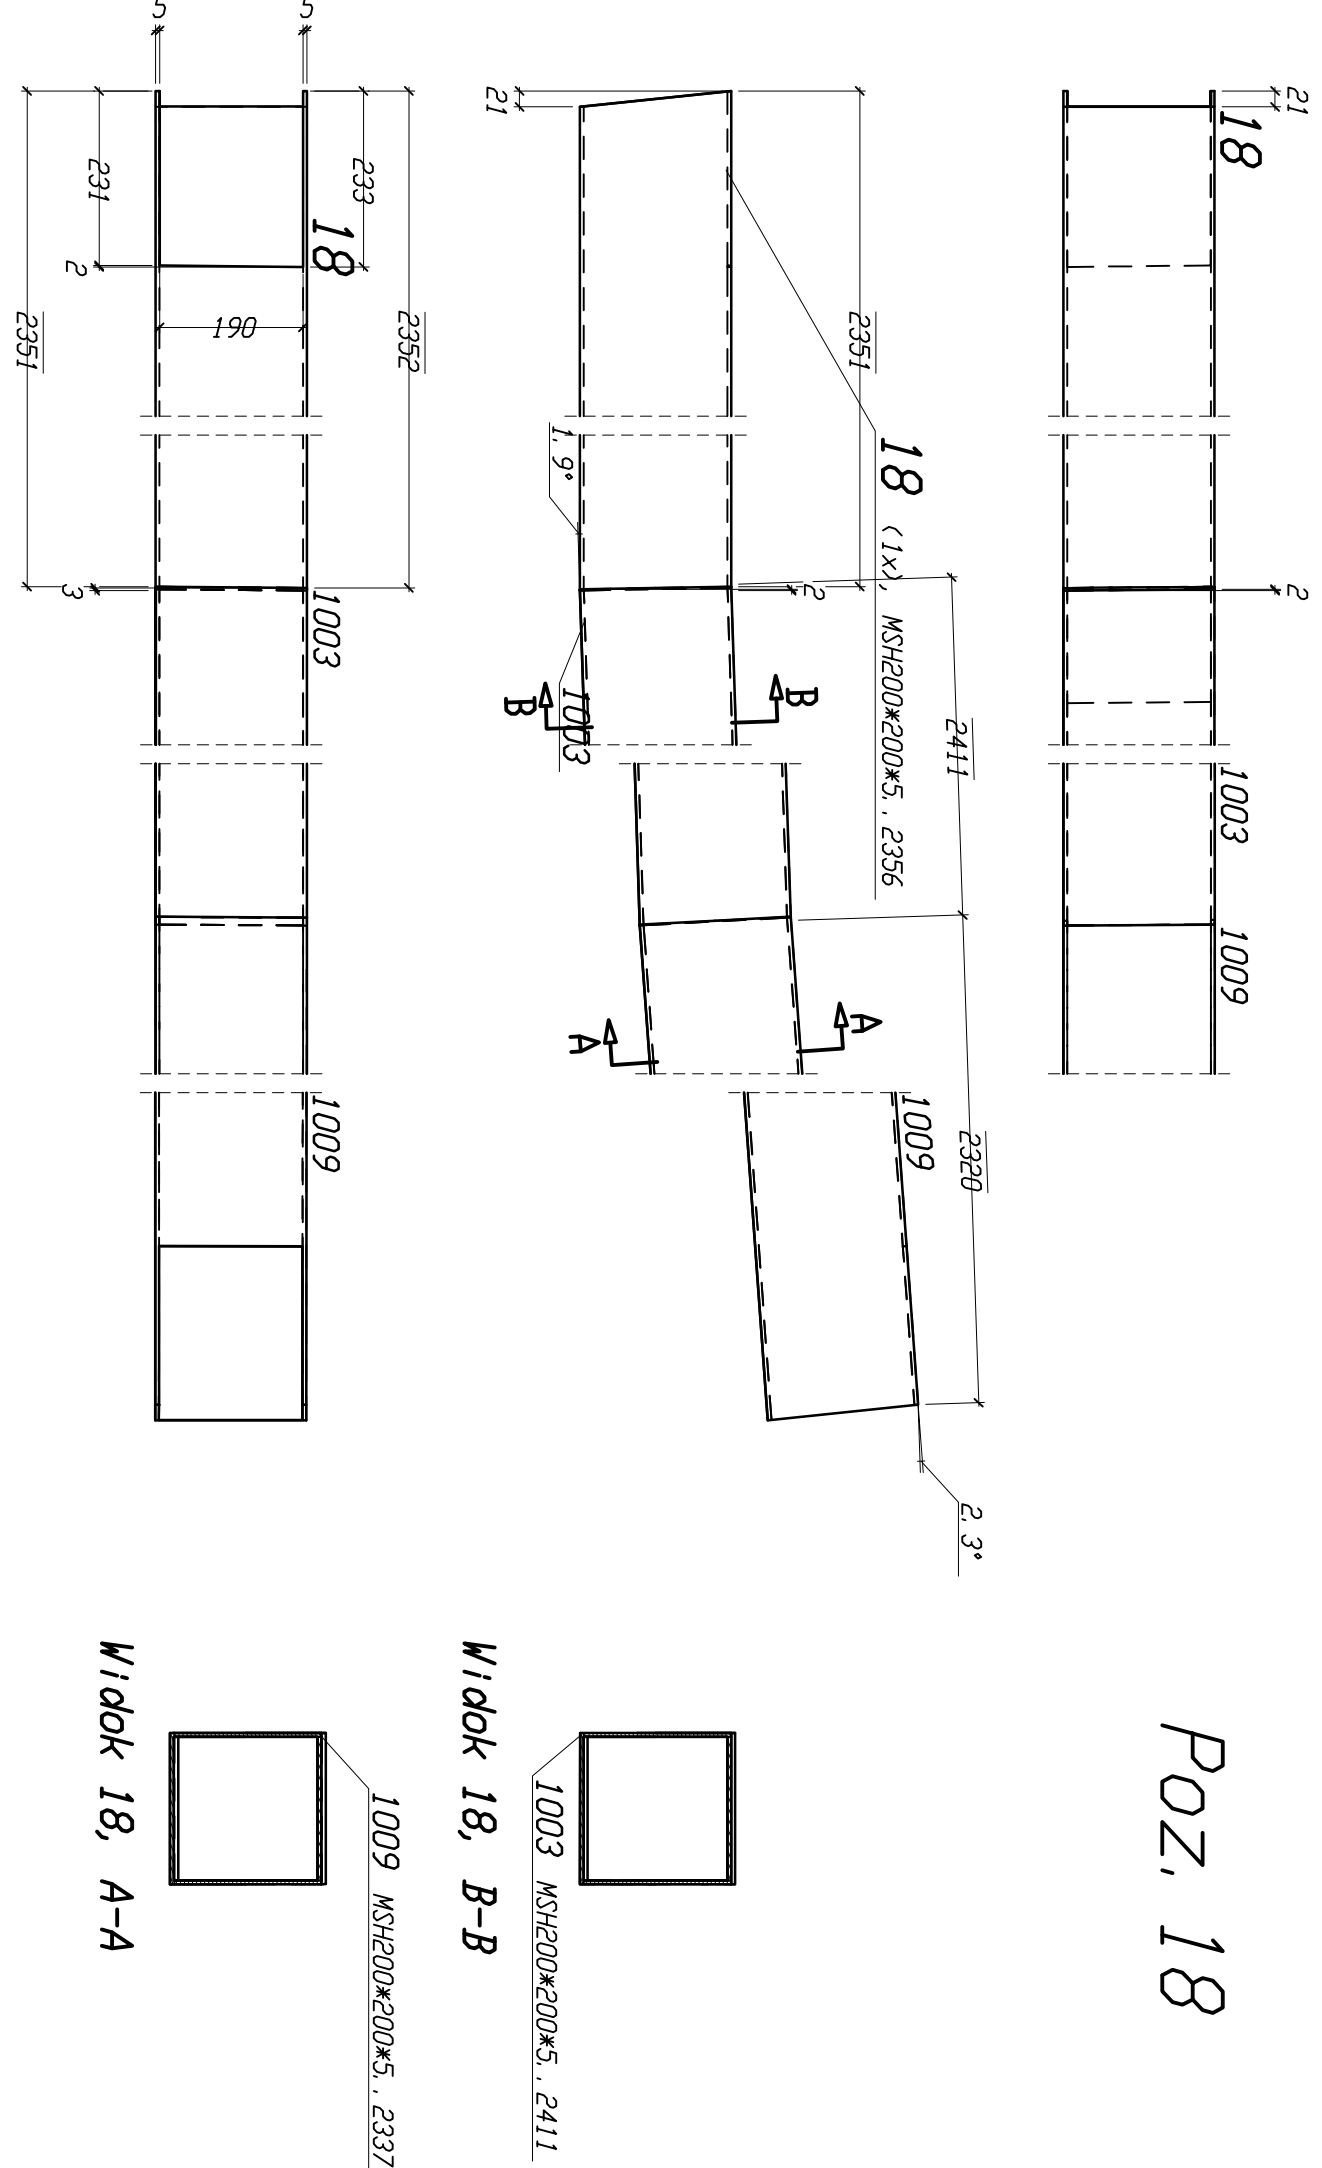 Poz. 18
21
18
2
1003
1009
21
2351
18 (1x), MSH200*200*5, , 2356
1.9°
2
1003
B
B
2411
A
A
1009
2320
2.3°
5
5
231
233
2
18
190
2351
2352
3
1003
1009
1003 MSH200*200*5, , 2411
Widok 18, B-B
1009 MSH200*200*5, , 2337
Widok 18, A-A